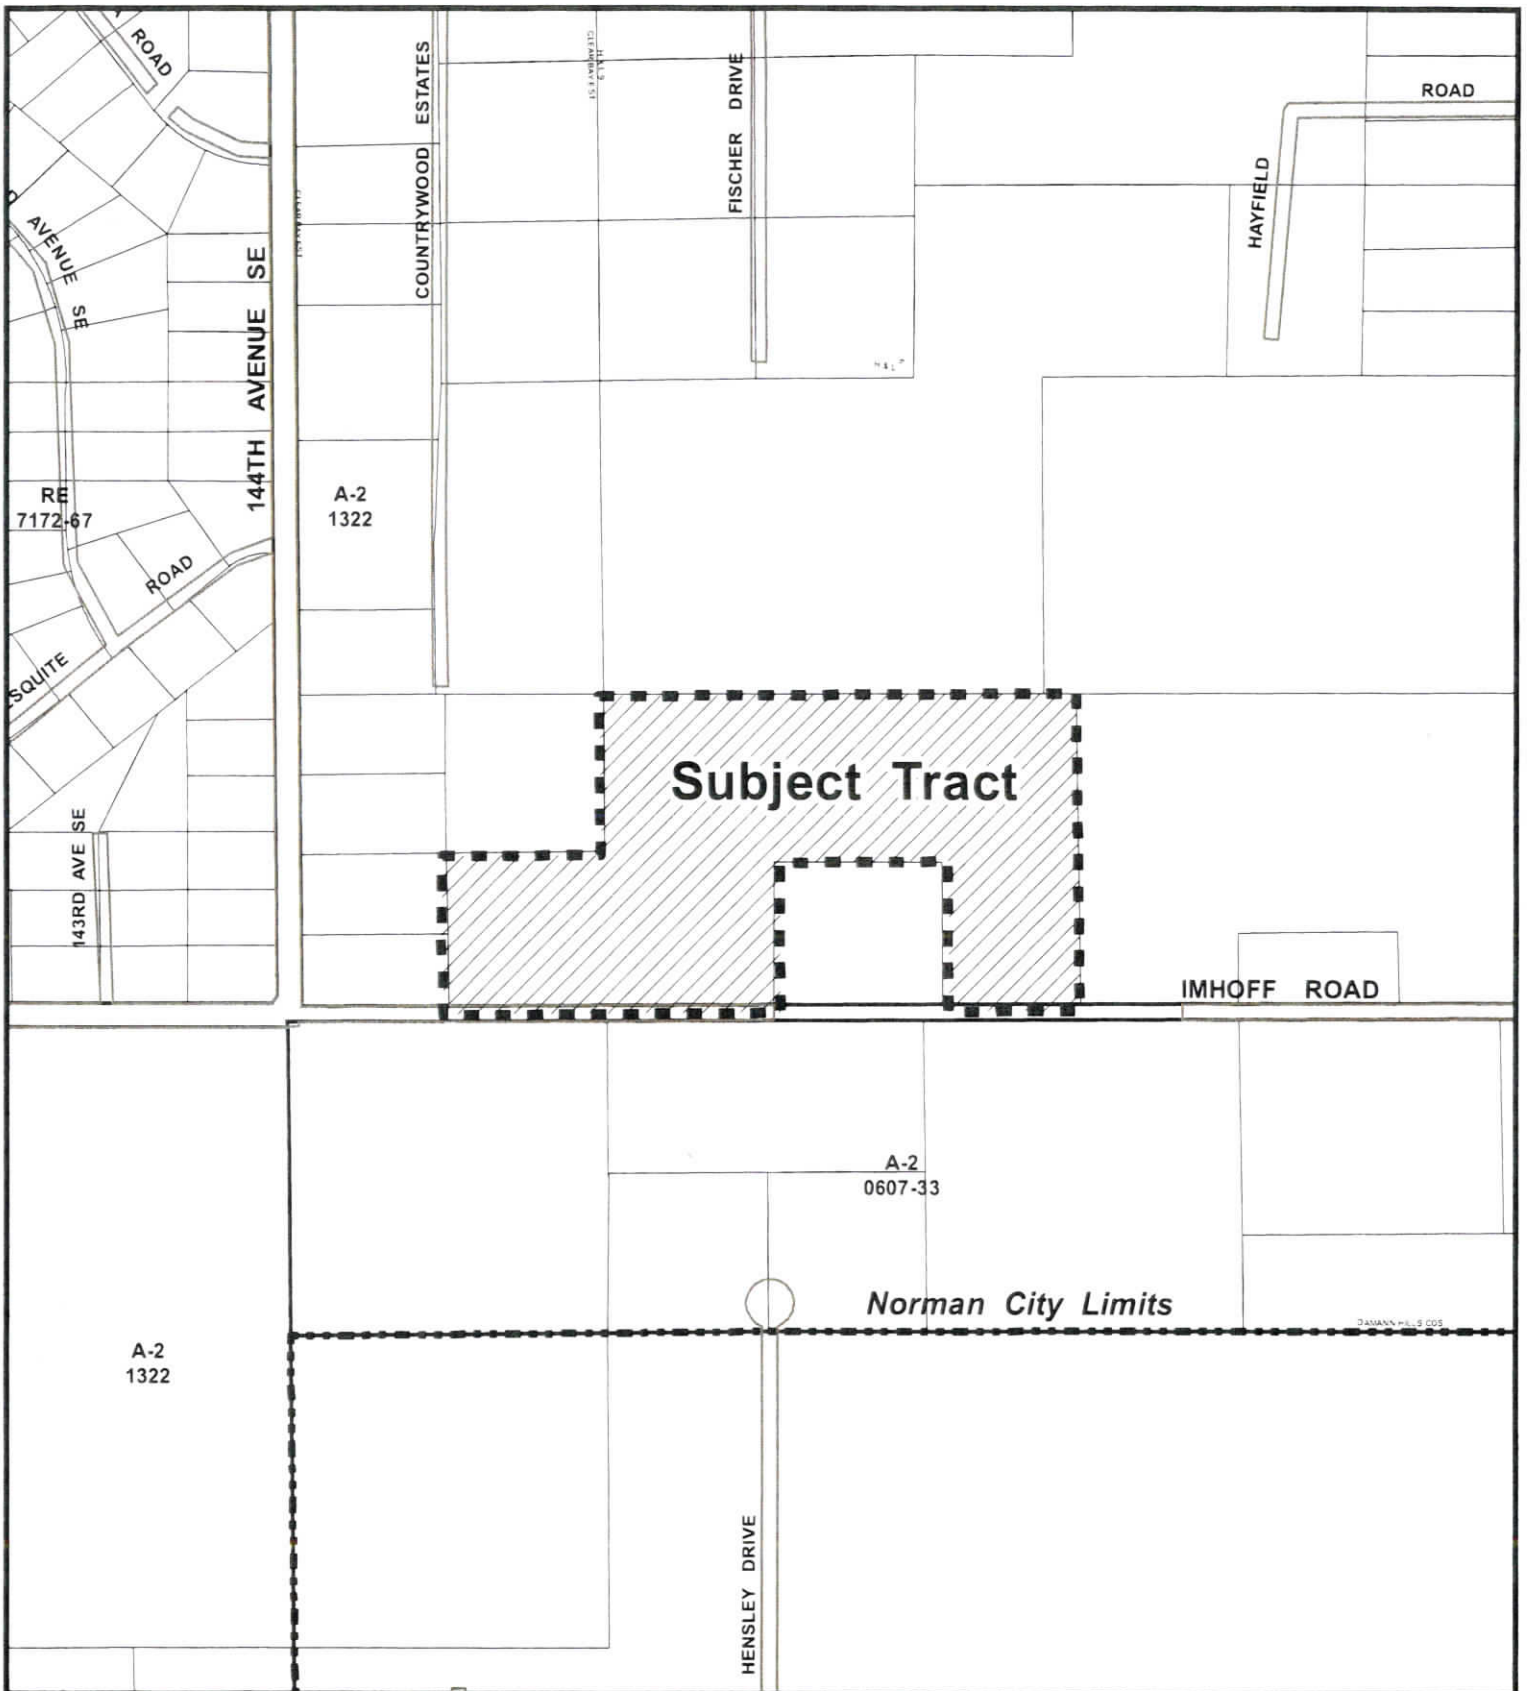 ROAD
COUNTRYWOOD ESTATES
FISCHER DRIVE
ROAD
HAYFIELD
AVENUE SE
144TH AVENUE SE
RE
7172-67
A-2
1322
ROAD
SQUITE
Subject Tract
143RD AVE SE
IMHOFF ROAD
A-2
0607-33
Norman City Limits
A-2
1322
HENSLEY DRIVE